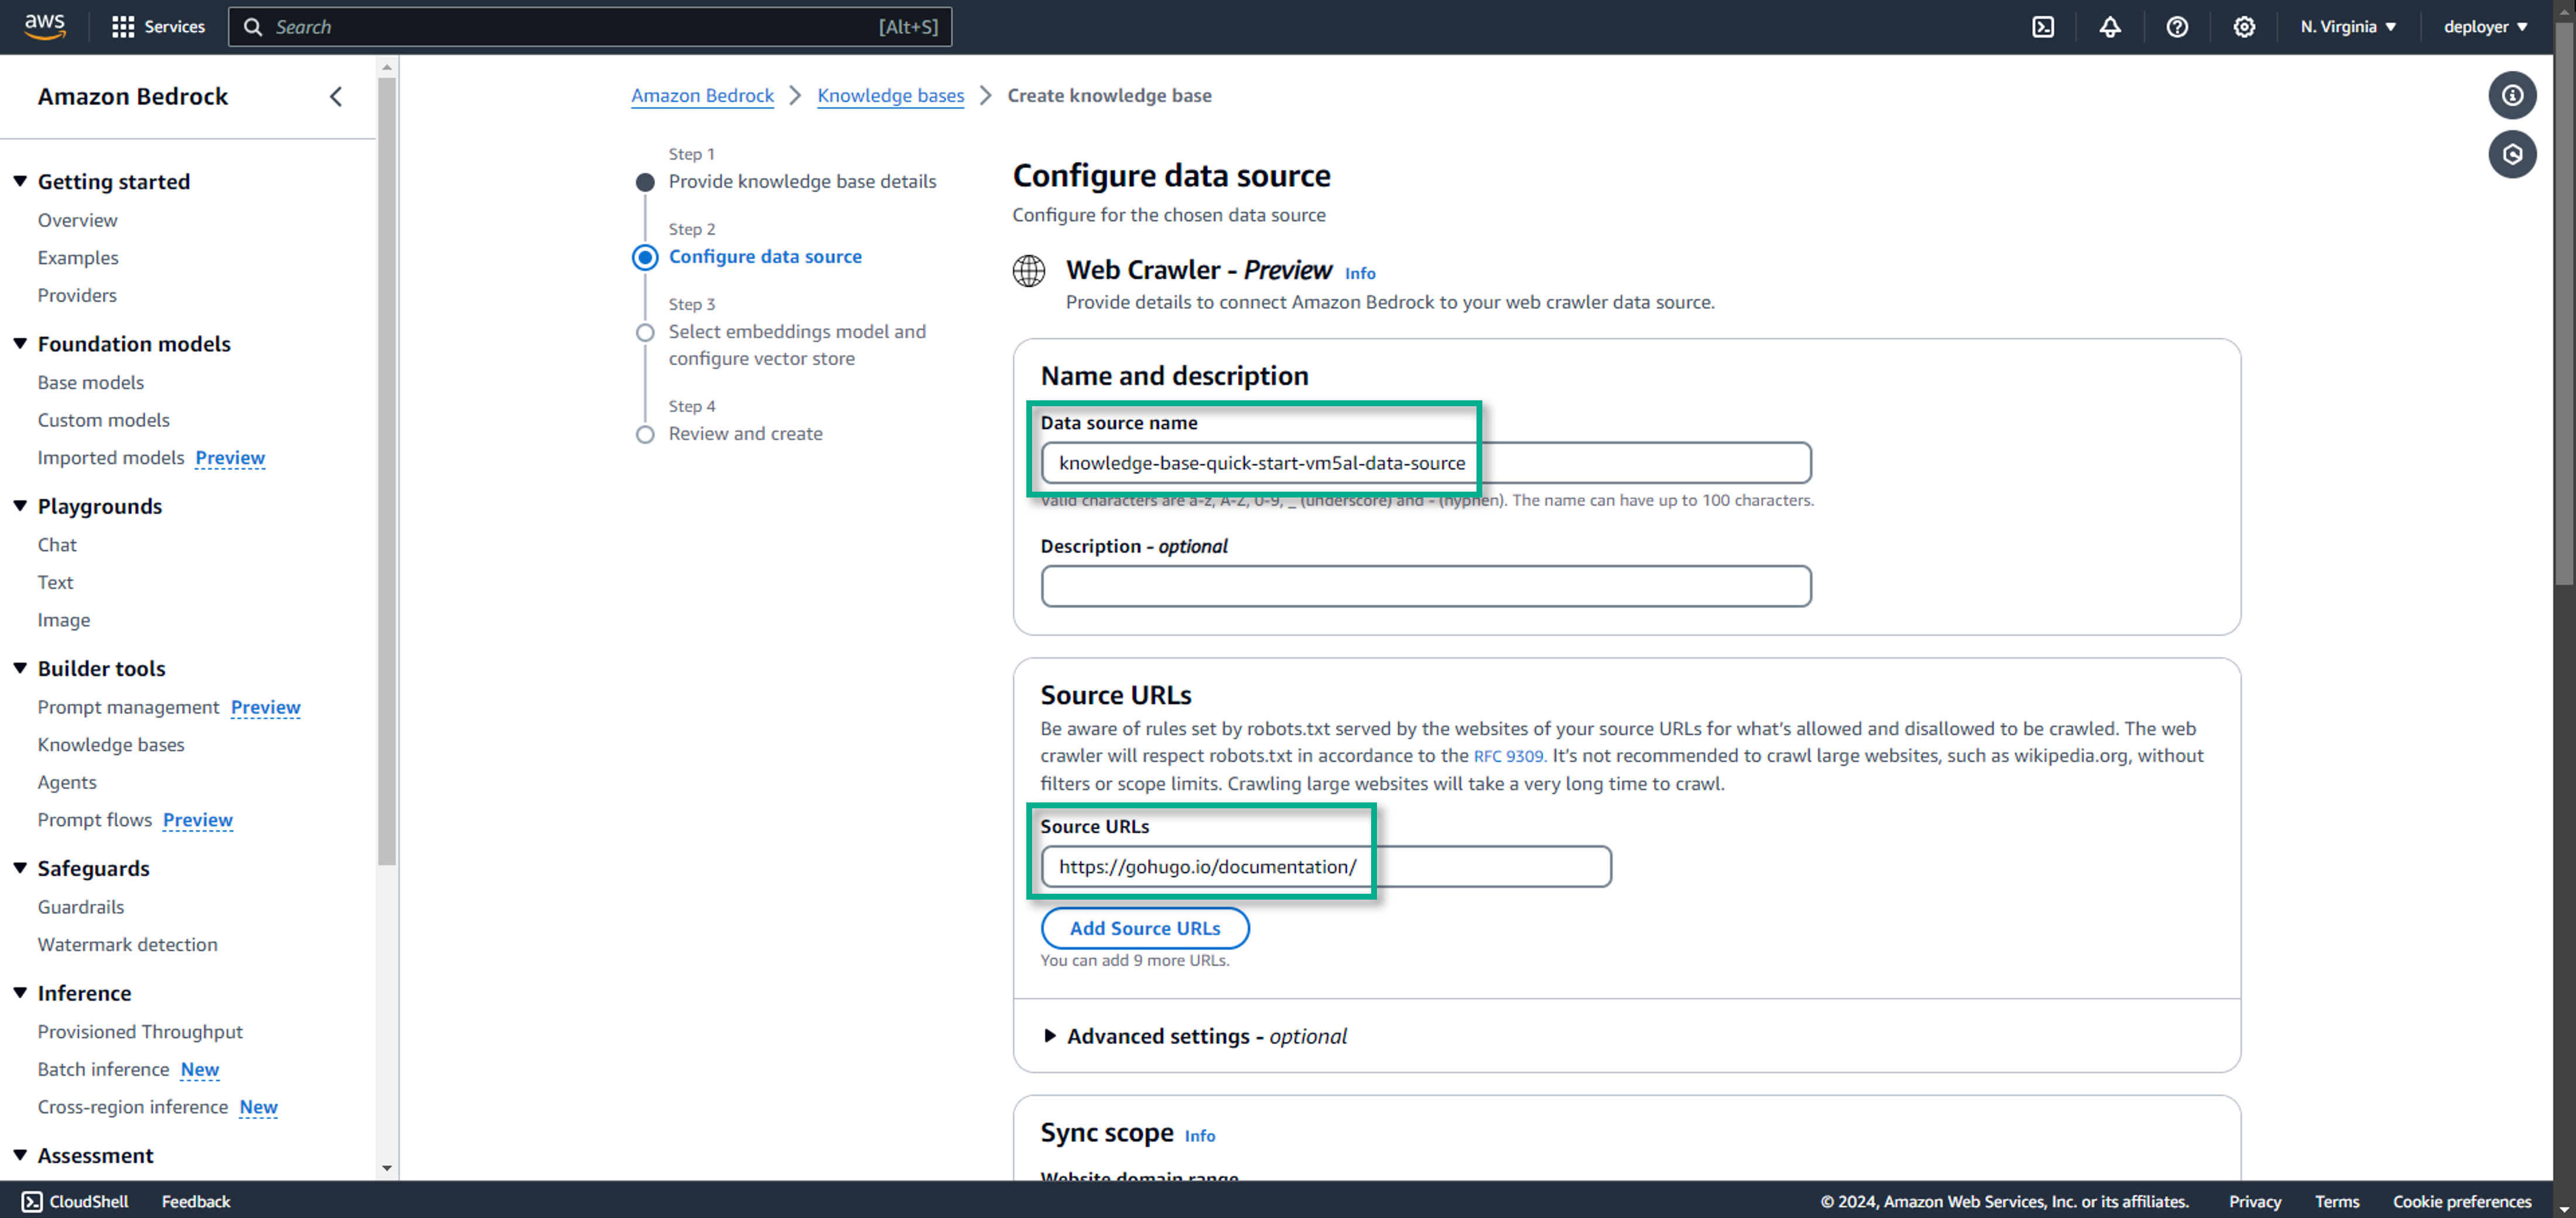 aws
Services
Search
[Alt+S]
N. Virginia
deployer
Amazon Bedrock
Getting started
Overview
Examples
Providers
Foundation models
Base models
Custom models
Imported models Preview
Playgrounds
Chat
Text
Image
Builder tools
Prompt management Preview
Knowledge bases
Agents
Prompt flows Preview
Safeguards
Guardrails
Watermark detection
Inference
Provisioned Throughput
Batch inference New
Cross-region inference New
Assessment
Amazon Bedrock
Knowledge bases
Create knowledge base
Step 1
Provide knowledge base details
Step 2
Configure data source
Step 3
Select embeddings model and
configure vector store
Step 4
Review and create
Configure data source
Configure for the chosen data source
Web Crawler - Preview Info
Provide details to connect Amazon Bedrock to your web crawler data source.
Name and description
Data source name
knowledge-base-quick-start-vm5al-data-source
Valid characters are a-z, A-Z, 0-9, _ (underscore) and - (hyphen). The name can have up to 100 characters.
Description - optional
Source URLs
Be aware of rules set by robots.txt served by the websites of your source URLs for what's allowed and disallowed to be crawled. The web
crawler will respect robots.txt in accordance to the RFC 9309. It's not recommended to crawl large websites, such as wikipedia.org, without
filters or scope limits. Crawling large websites will take a very long time to crawl.
Source URLs
https://gohugo.io/documentation/
Add Source URLs
You can add 9 more URLs.
Advanced settings - optional
Sync scope Info
Website domain range
CloudShell
Feedback
© 2024, Amazon Web Services, Inc. or its affiliates.
Privacy
Terms
Cookie preferences